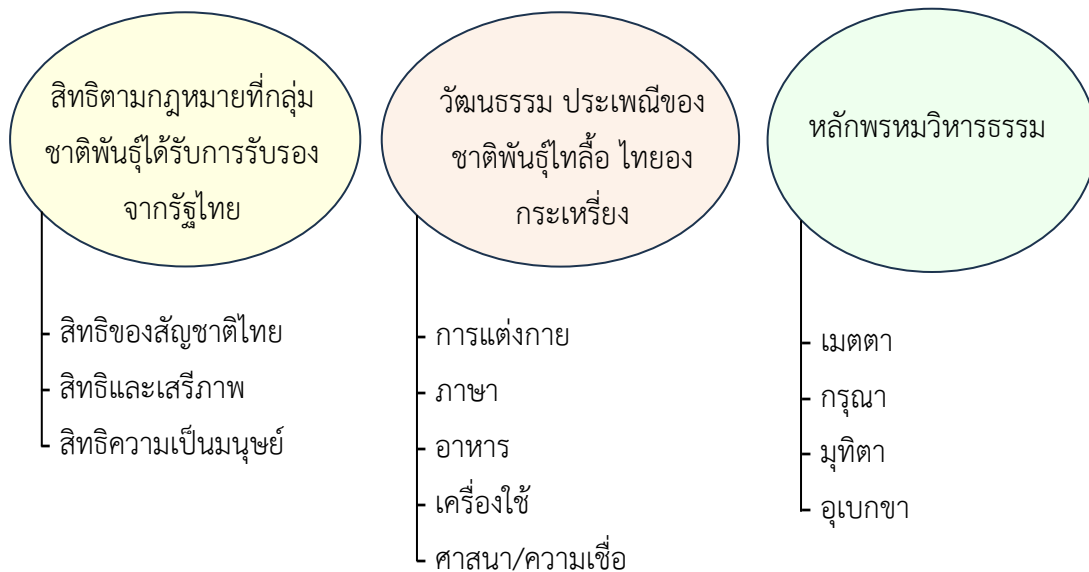 สิทธิตามกฎหมายที่กลุ่ม
ชาติพันธุ์ได้รับการรับรอง
จากรัฐไทย
- สิทธิของสัญชาติไทย
- สิทธิและเสรีภาพ
- สิทธิความเป็นมนุษย์
วัฒนธรรม ประเพณีของ
ชาติพันธุ์ไทลื้อ ไทยอง
กระเหรี่ยง
- การแต่งกาย
- ภาษา
- อาหาร
- เครื่องใช้
- ศาสนา/ความเชื่อ
หลักพรหมวิหารธรรม
- เมตตา
- กรุณา
- มุทิตา
- อุเบกขา